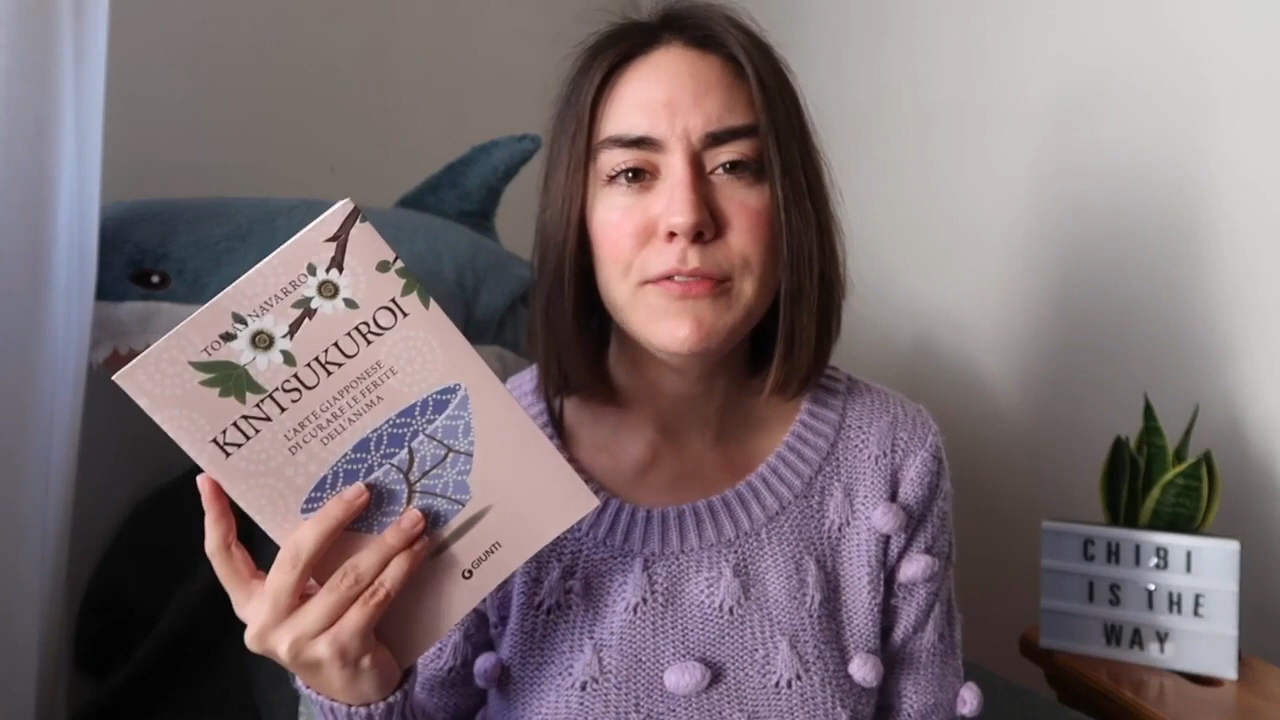 NAVARRO
KINTSUKUROI
L'ARTE GIAPPONESE
DI CURARE LE FERITE
DELL'ANIMA
GIUNTI
CHIBI
IS THE
WAY